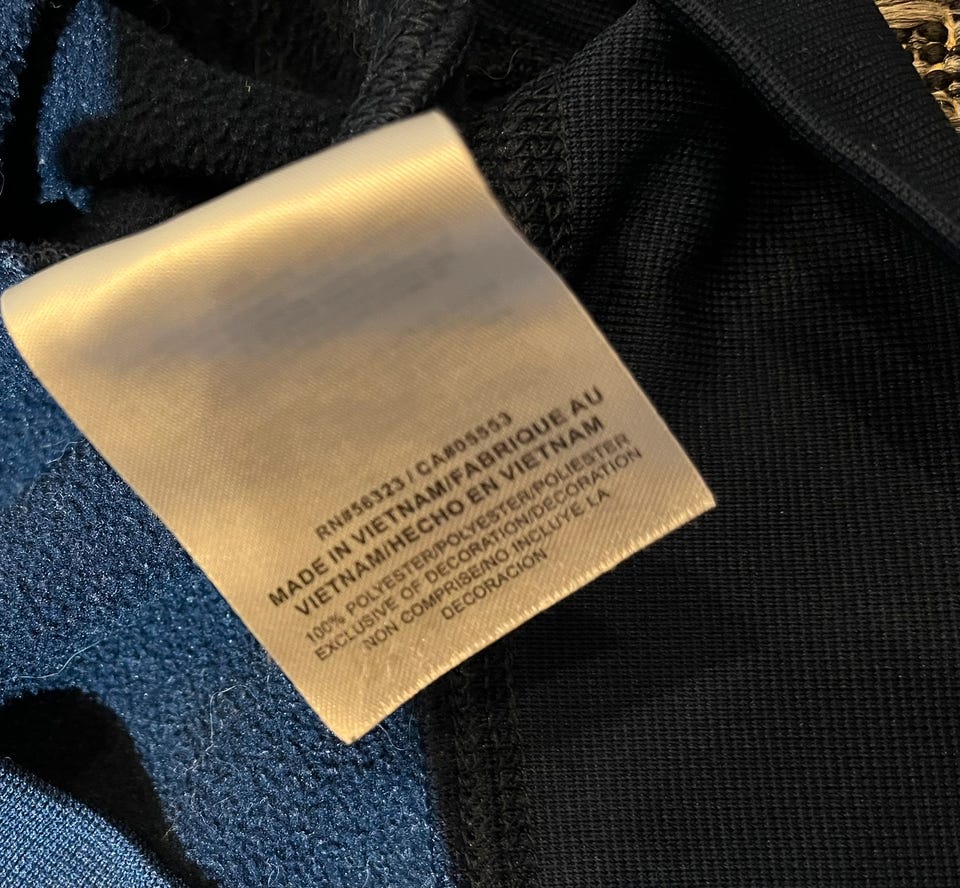 RN#56323 / CA#05553
MADE IN VIETNAM/FABRIQUE AU
VIETNAM/HECHO EN VIETNAM
100% POLYESTER/POLYESTER/POLIESTER
EXCLUSIVE OF DECORATION/DECORATION
NON COMPRISE/NO INCLUYE LA
DECORACION